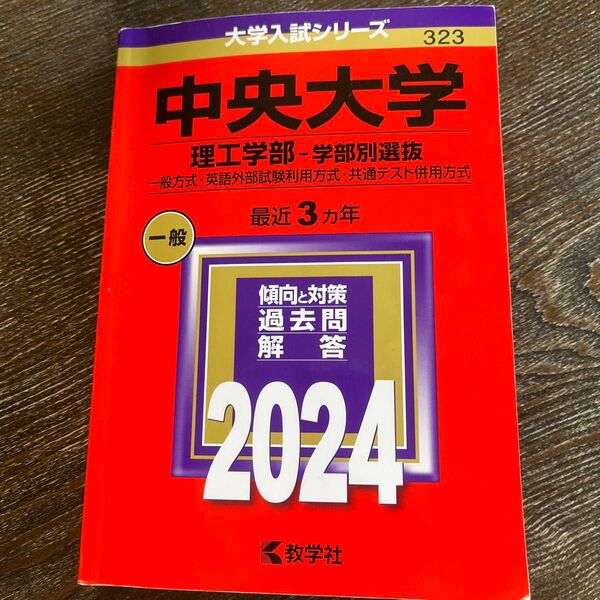 大学入試シリーズ
323
中央大学
理工学部-学部別選抜
一般方式・英語外部試験利用方式・共通テスト併用方式
最近3カ年
一般
傾向と対策
過去問
解答
2024
教学社